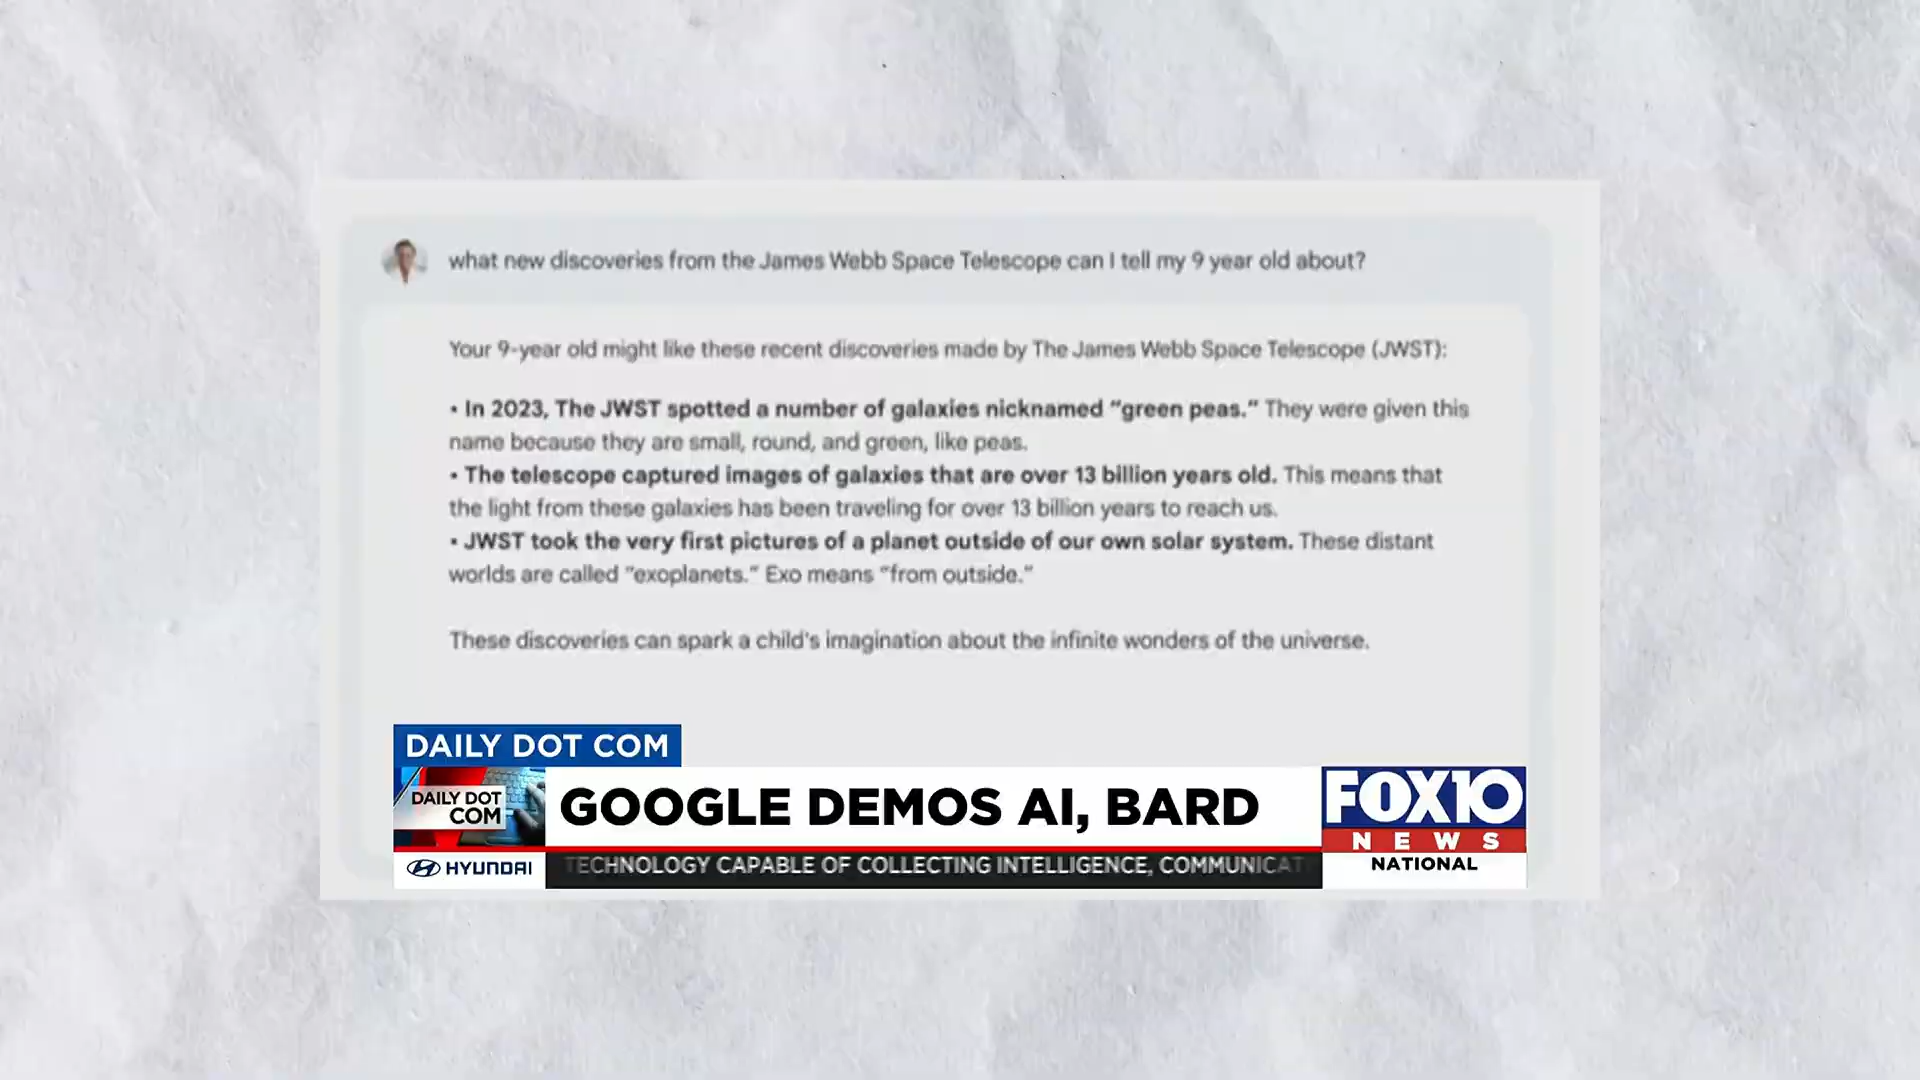 what new discoveries from the James Webb Space Telescope can I tell my 9 year old about?
Your 9-year old might like these recent discoveries made by The James Webb Space Telescope (JWST):
• In 2023, The JWST spotted a number of galaxies nicknamed “green peas.” They were given this
name because they are small, round, and green, like peas.
• The telescope captured images of galaxies that are over 13 billion years old. This means that
the light from these galaxies has been traveling for over 13 billion years to reach us.
• JWST took the very first pictures of a planet outside of our own solar system. These distant
worlds are called “exoplanets.” Exo means “from outside.”
These discoveries can spark a child's imagination about the infinite wonders of the universe.
DAILY DOT COM
DAILY DOT
COM
GOOGLE DEMOS AI, BARD
FOX10
NEWS
NATIONAL
HYUNDAI
TECHNOLOGY CAPABLE OF COLLECTING INTELLIGENCE, COMMUNICAT